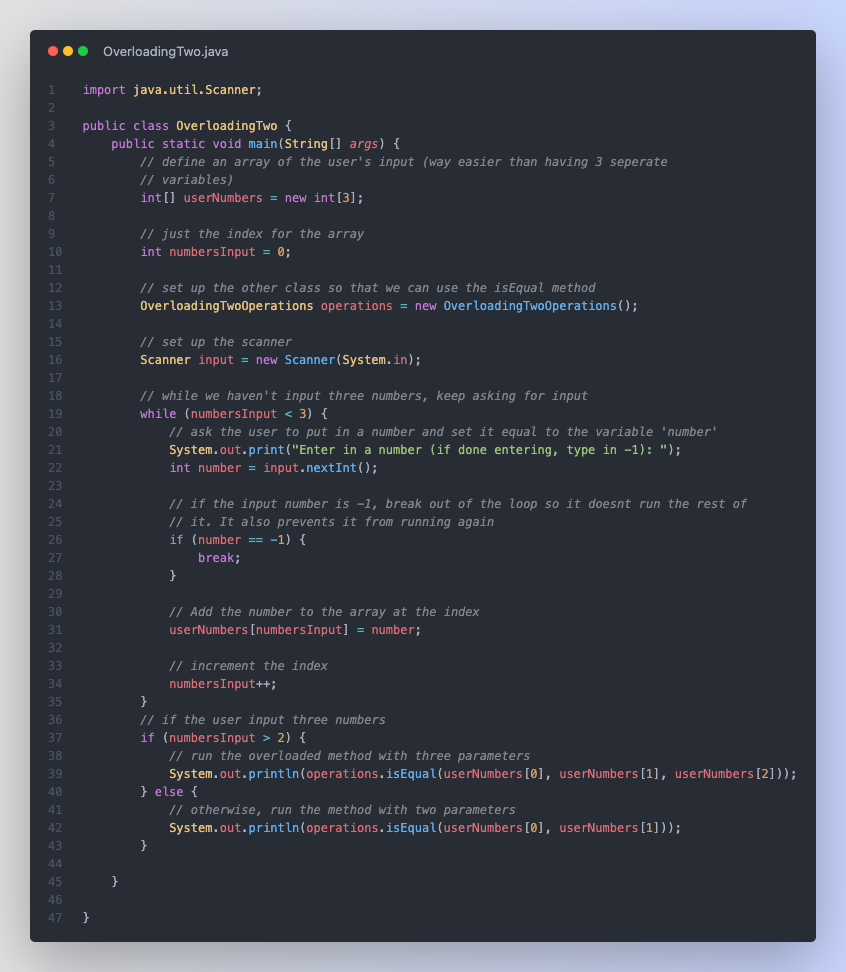 OverloadingTwo.java
1 import java.util.Scanner;
2
3 public class OverloadingTwo {
4     public static void main(String[] args) {
5         // define an array of the user's input (way easier than having 3 seperate
6         // variables)
7         int[] userNumbers = new int[3];
8
9         // just the index for the array
10         int numbersInput = 0;
11
12         // set up the other class so that we can use the isEqual method
13         OverloadingTwoOperations operations = new OverloadingTwoOperations();
14
15         // set up the scanner
16         Scanner input = new Scanner(System.in);
17
18         // while we haven't input three numbers, keep asking for input
19         while (numbersInput < 3) {
20             // ask the user to put in a number and set it equal to the variable 'number'
21             System.out.print("Enter in a number (if done entering, type in -1): ");
22             int number = input.nextInt();
23
24             // if the input number is -1, break out of the loop so it doesnt run the rest of
25             // it. It also prevents it from running again
26             if (number == -1) {
27                 break;
28             }
29
30             // Add the number to the array at the index
31             userNumbers[numbersInput] = number;
32
33             // increment the index
34             numbersInput++;
35         }
36         // if the user input three numbers
37         if (numbersInput > 2) {
38             // run the overloaded method with three parameters
39             System.out.println(operations.isEqual(userNumbers[0], userNumbers[1], userNumbers[2]));
40         } else {
41             // otherwise, run the method with two parameters
42             System.out.println(operations.isEqual(userNumbers[0], userNumbers[1]));
43         }
44
45     }
46
47 }